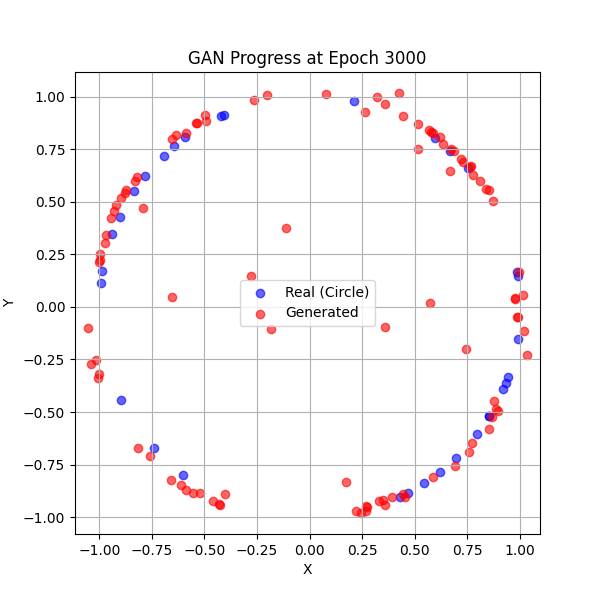 GAN Progress at Epoch 3000
1.00
0.75
0.50
0.25
0.00
−0.25
−0.50
−0.75
−1.00
Y
Real (Circle)
Generated
−1.00 −0.75 −0.50 −0.25 0.00 0.25 0.50 0.75 1.00
X